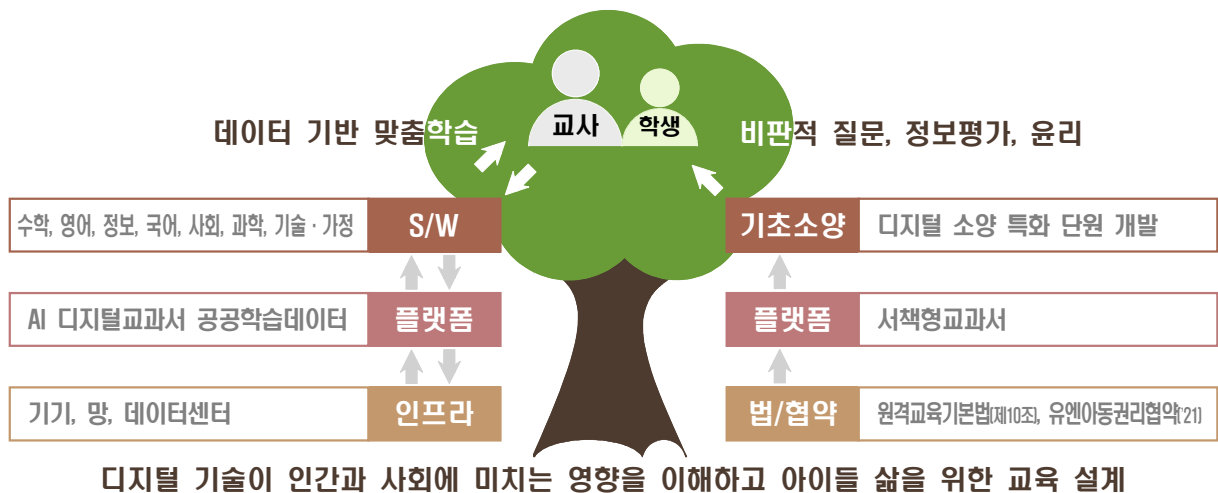 교사 학생
데이터 기반 맞춤학습
비판적 질문, 정보평가, 윤리
수학, 영어, 정보, 국어, 사회, 과학, 기술·가정 S/W
기초소양 디지털 소양 특화 단원 개발
AI 디지털교과서 공공학습데이터 플랫폼
플랫폼 서책형교과서
기기, 망, 데이터센터 인프라
법/협약 원격교육기본법(제10조), 유엔아동권리협약('21)
디지털 기술이 인간과 사회에 미치는 영향을 이해하고 아이들 삶을 위한 교육 설계